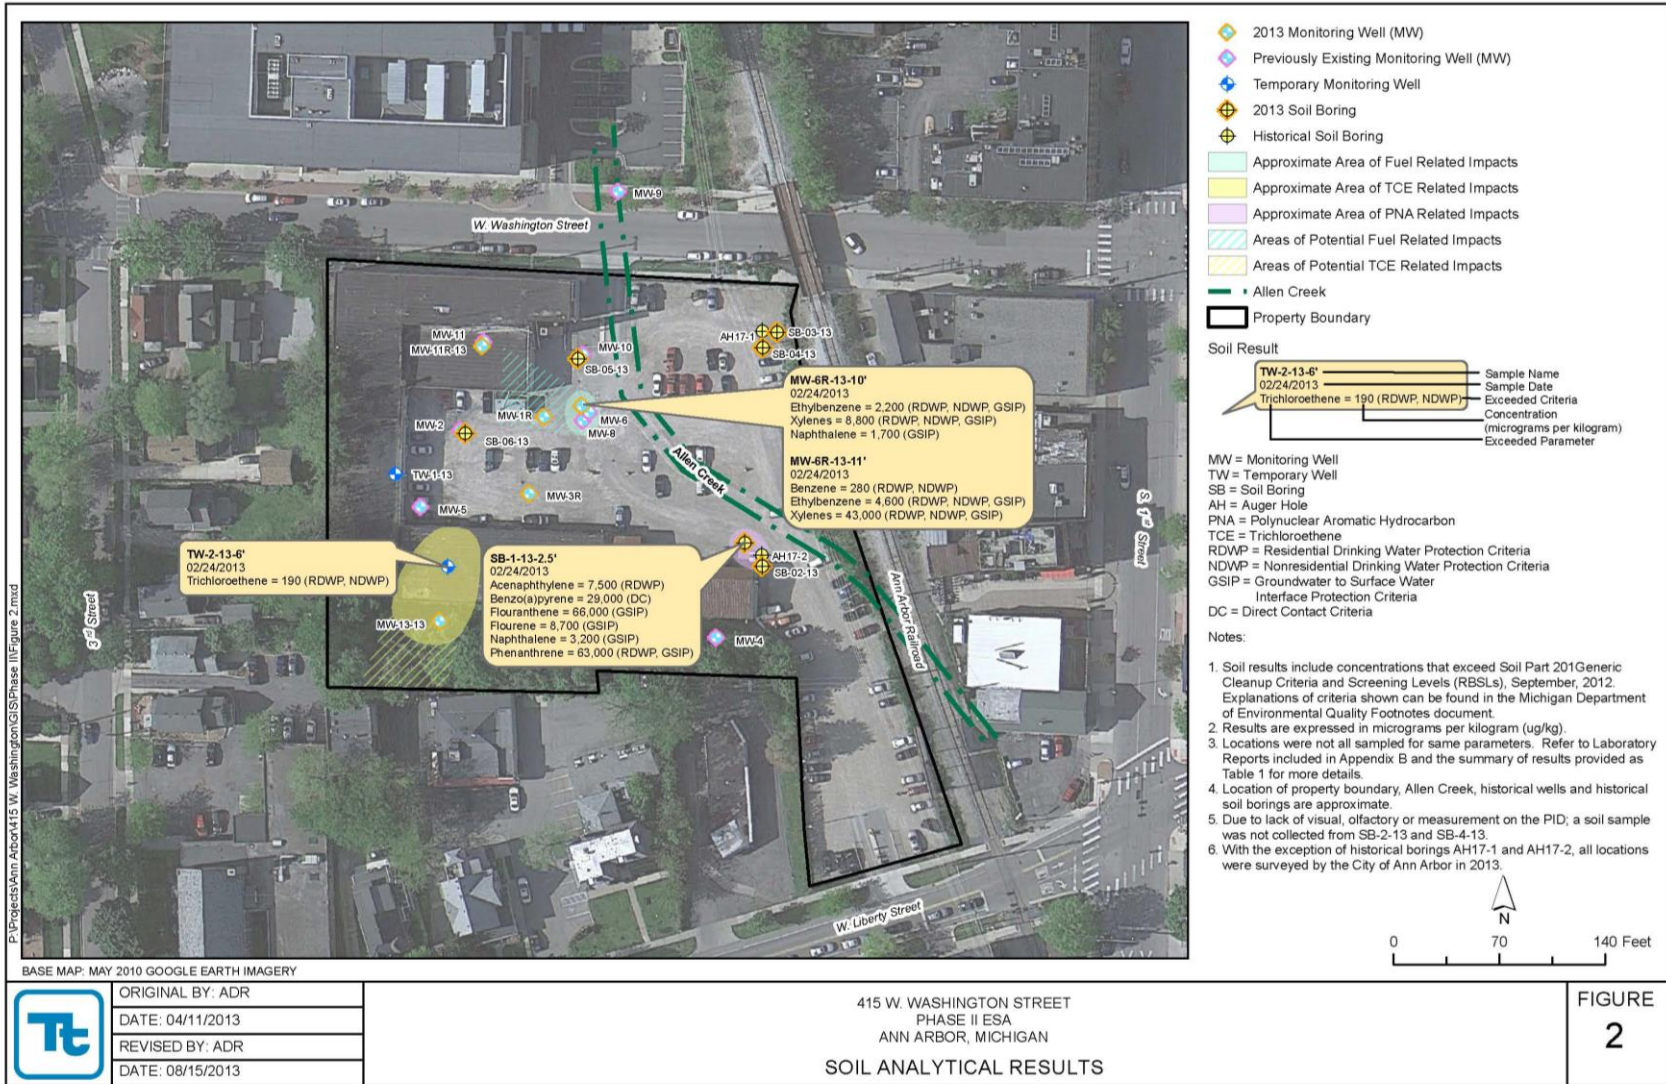 2013 Monitoring Well (MW)
Previously Existing Monitoring Well (MW)
Temporary Monitoring Well
2013 Soil Boring
Historical Soil Boring
Approximate Area of Fuel Related Impacts
Approximate Area of TCE Related Impacts
Approximate Area of PNA Related Impacts
Areas of Potential Fuel Related Impacts
Areas of Potential TCE Related Impacts
Allen Creek
Property Boundary
Soil Result
TW-2-13-6'
02/24/2013
Trichloroethene = 190 (RDWP, NDWP)
Sample Name
Sample Date
Exceeded Criteria
Concentration
(micrograms per kilogram)
Exceeded Parameter
MW = Monitoring Well
TW = Temporary Well
SB = Soil Boring
AH = Auger Hole
PNA = Polynuclear Aromatic Hydrocarbon
TCE = Trichloroethene
RDWP = Residential Drinking Water Protection Criteria
NDWP = Nonresidential Drinking Water Protection Criteria
GSIP = Groundwater to Surface Water
Interface Protection Criteria
DC = Direct Contact Criteria
Notes:
1. Soil results include concentrations that exceed Soil Part 201Generic
Cleanup Criteria and Screening Levels (RBSLs), September, 2012.
Explanations of criteria shown can be found in the Michigan Department
of Environmental Quality Footnotes document.
2. Results are expressed in micrograms per kilogram (ug/kg).
3. Locations were not all sampled for same parameters. Refer to Laboratory
Reports included in Appendix B and the summary of results provided as
Table 1 for more details.
4. Location of property boundary, Allen Creek, historical wells and historical
soil borings are approximate.
5. Due to lack of visual, olfactory or measurement on the PID; a soil sample
was not collected from SB-2-13 and SB-4-13.
6. With the exception of historical borings AH17-1 and AH17-2, all locations
were surveyed by the City of Ann Arbor in 2013.
N
0 70 140 Feet
MW-9
W. Washington Street
MW-11
MW-11R-13
MW-10
SB-05-13
AH17-1
SB-03-13
SB-04-13
MW-1R
MW-6
MW-8
MW-2
SB-06-13
TW-1-13
MW-3R
MW-5
Allen Creek
MW-6R-13-10'
02/24/2013
Ethylbenzene = 2,200 (RDWP, NDWP, GSIP)
Xylenes = 8,800 (RDWP, NDWP, GSIP)
Naphthalene = 1,700 (GSIP)
MW-6R-13-11'
02/24/2013
Benzene = 280 (RDWP, NDWP)
Ethylbenzene = 4,600 (RDWP, NDWP, GSIP)
Xylenes = 43,000 (RDWP, NDWP, GSIP)
TW-2-13-6'
02/24/2013
Trichloroethene = 190 (RDWP, NDWP)
SB-1-13-2.5'
02/24/2013
Acenaphthylene = 7,500 (RDWP)
Benzo(a)pyrene = 29,000 (DC)
Flouranthene = 66,000 (GSIP)
Flourene = 8,700 (GSIP)
Naphthalene = 3,200 (GSIP)
Phenanthrene = 63,000 (RDWP, GSIP)
AH17-2
SB-02-13
MW-13-13
MW-4
Ann Arbor Railroad
S. 1st Street
3rd Street
W. Liberty Street
P:\Projects\Ann Arbor\415 W. Washington\GIS\Phase II\Figure 2.mxd
BASE MAP: MAY 2010 GOOGLE EARTH IMAGERY
Tt
ORIGINAL BY: ADR
DATE: 04/11/2013
REVISED BY: ADR
DATE: 08/15/2013
415 W. WASHINGTON STREET
PHASE II ESA
ANN ARBOR, MICHIGAN
SOIL ANALYTICAL RESULTS
FIGURE
2